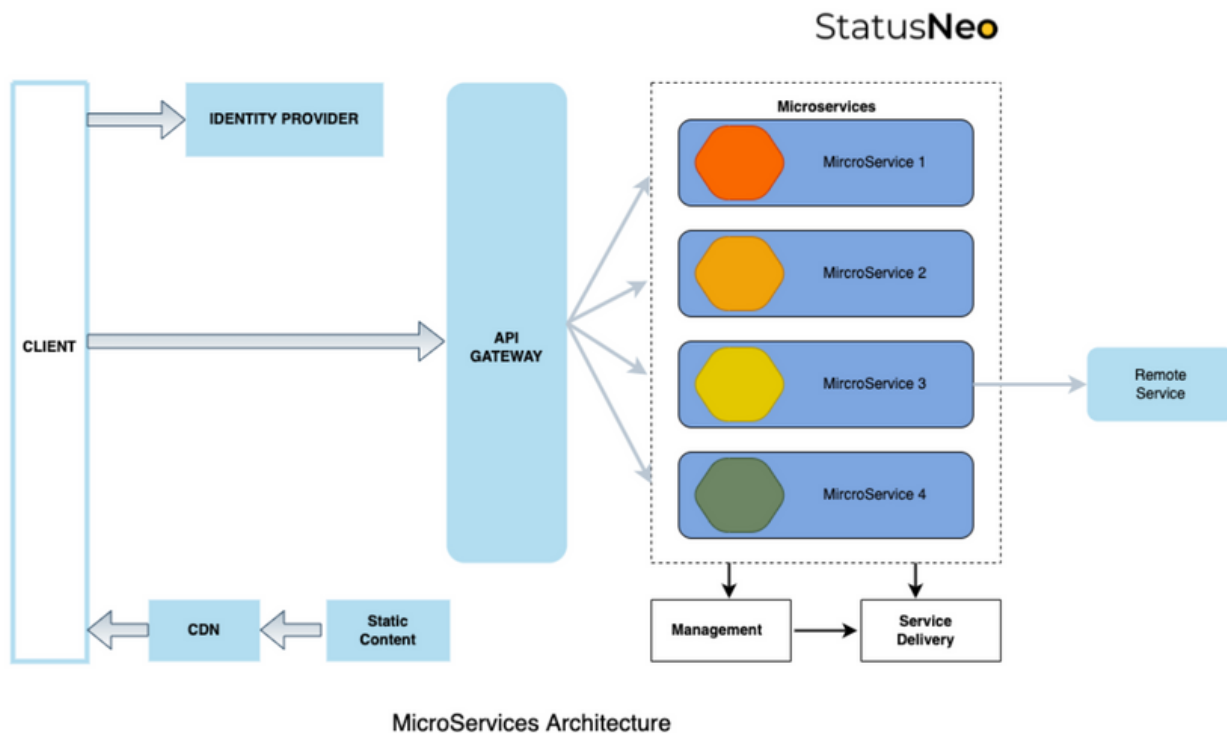 StatusNeo
IDENTITY PROVIDER
CLIENT
API
GATEWAY
Microservices
MircroService 1
MircroService 2
MircroService 3
MircroService 4
Remote
Service
CDN
Static
Content
Management
Service
Delivery
MicroServices Architecture